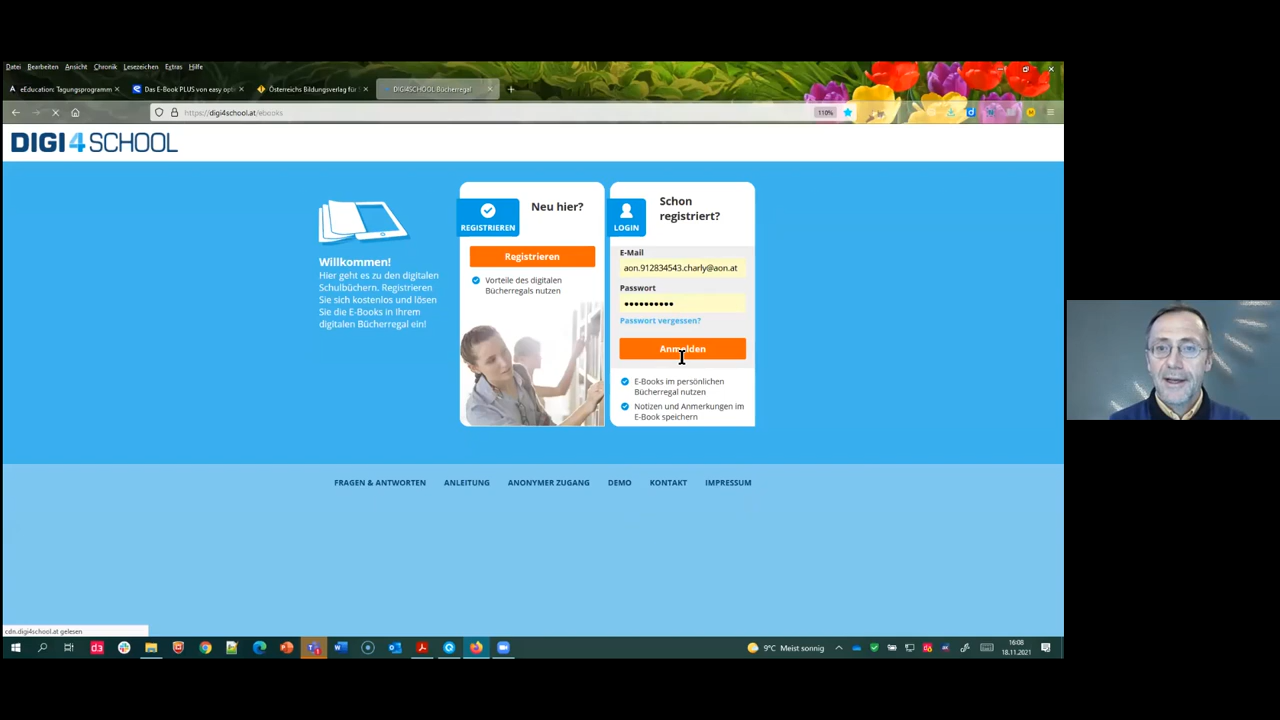 Datei Bearbeiten Ansicht Chronik Lesezeichen Extras Hilfe
eEducation: Tagungsprogramm
Das E-Book PLUS von easy
Österreichs Bildungsverlag für
DIGI4SCHOOL Bücherregal
https://digi4school.at/ebooks
110%
DIGI4SCHOOL
Willkommen!
Hier geht es zu den digitalen
Schulbüchern. Registrieren
Sie sich kostenlos und lösen
Sie die E-Books in Ihrem
digitalen Bücherregal ein!
REGISTRIEREN
Neu hier?
Registrieren
Vorteile des digitalen
Bücherregals nutzen
LOGIN
Schon
registriert?
E-Mail
aon.912834543.charly@aon.at
Passwort
Passwort vergessen?
Anmelden
E-Books im persönlichen
Bücherregal nutzen
Notizen und Anmerkungen im
E-Book speichern
FRAGEN & ANTWORTEN ANLEITUNG ANONYMER ZUGANG DEMO KONTAKT IMPRESSUM
cdn.digi4school.at gelesen
9°C Meist sonnig
16:08
18.11.2021